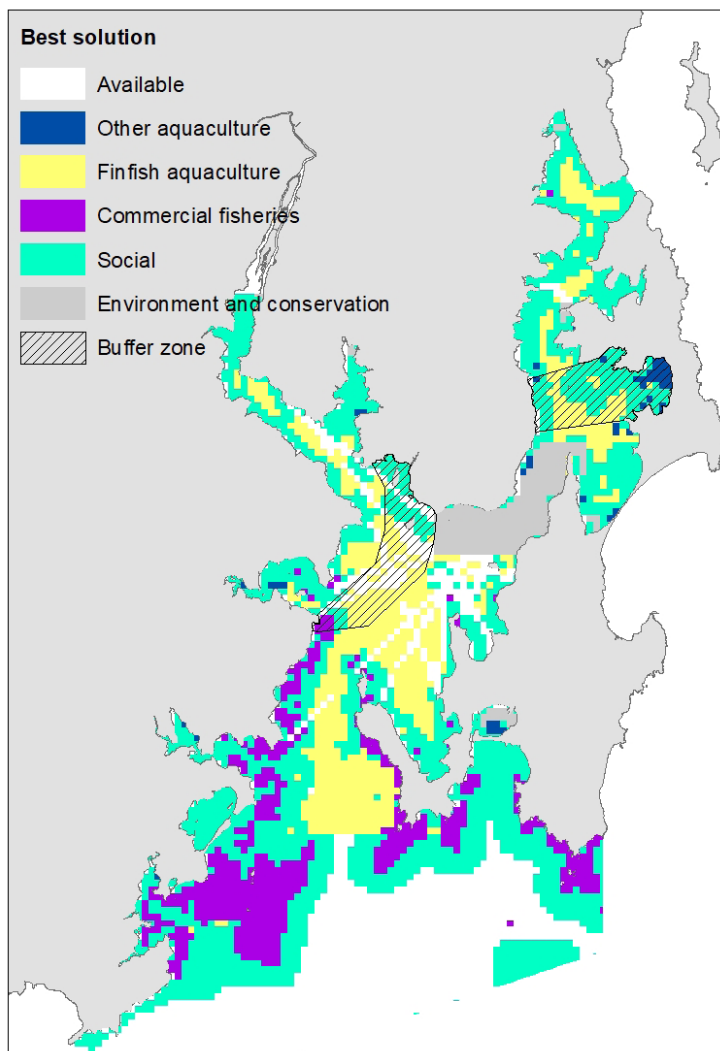 Best solution
Available
Other aquaculture
Finfish aquaculture
Commercial fisheries
Social
Environment and conservation
Buffer zone